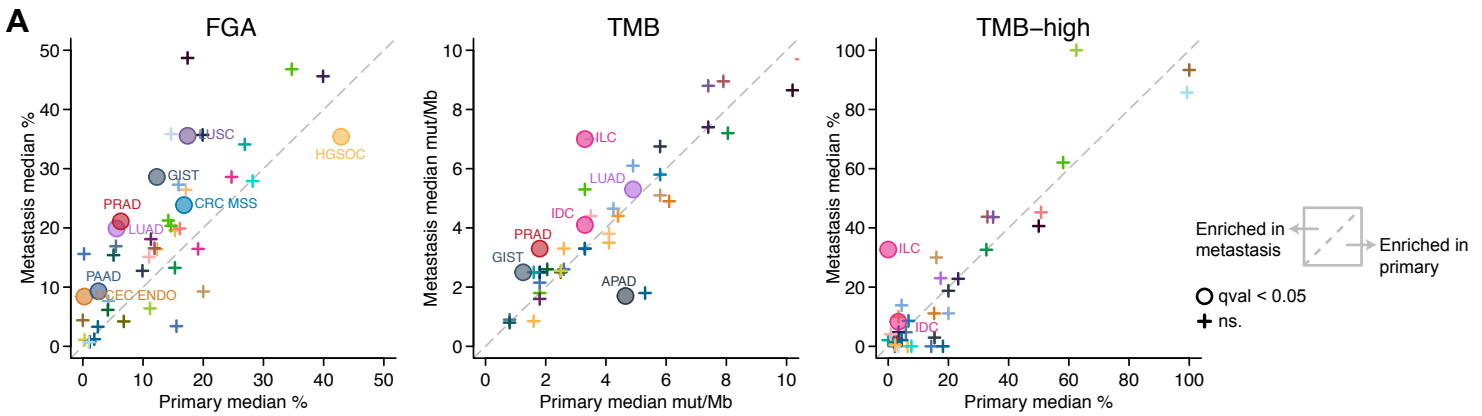 A
FGA
TMB
TMB−high
Metastasis median %
50
40
30
20
10
0
LUSC
HGSOC
GIST
CRC MSS
PRAD
LUAD
PAAD
UCEC ENDO
0 10 20 30 40 50
Primary median %
Metastasis median mut/Mb
10
8
6
4
2
0
ILC
LUAD
IDC
PRAD
GIST
APAD
0 2 4 6 8 10
Primary median mut/Mb
Metastasis median %
100
80
60
40
20
0
ILC
IDC
0 20 40 60 80 100
Primary median %
Enriched in
metastasis
Enriched in
primary
qval < 0.05
ns.